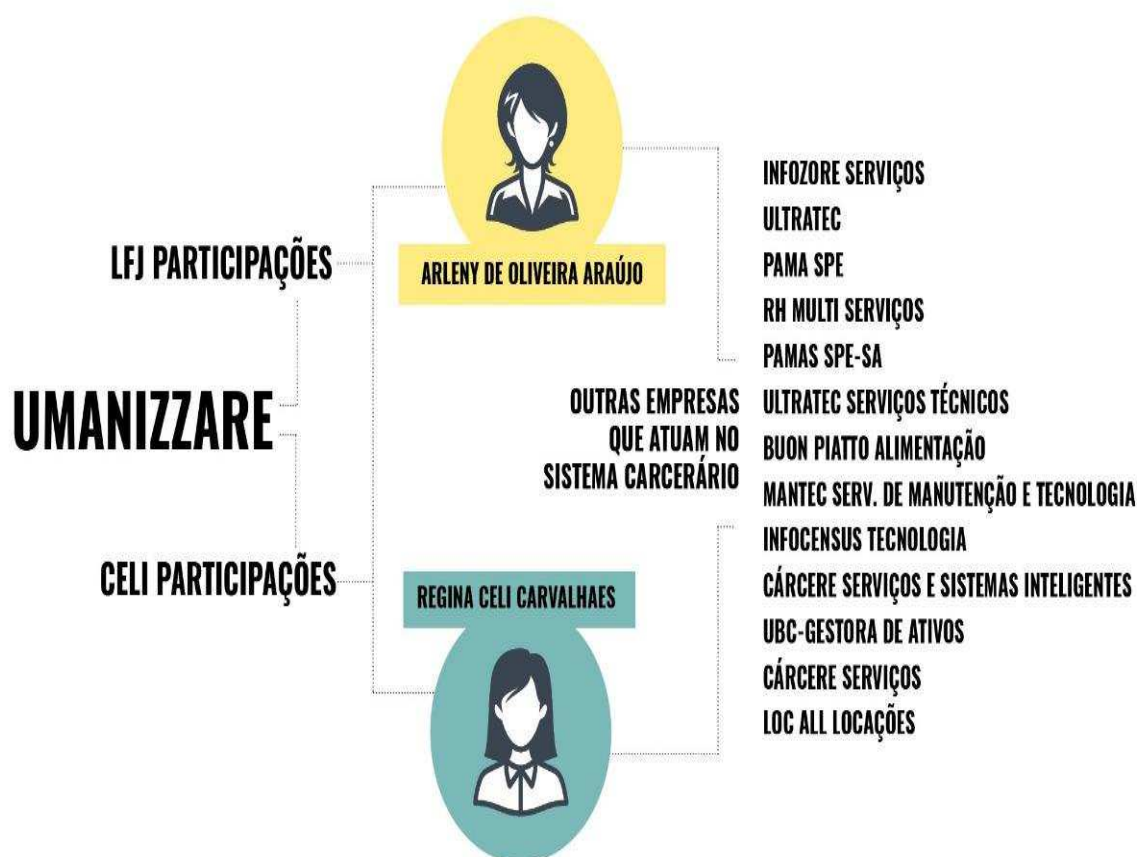 LFJ PARTICIPAÇÕES
UMANIZZARE
CELI PARTICIPAÇÕES
ARLENY DE OLIVEIRA ARAÚJO
REGINA CELI CARVALHAES
OUTRAS EMPRESAS
QUE ATUAM NO
SISTEMA CARCERÁRIO
INFOZORE SERVIÇOS
ULTRATEC
PAMA SPE
RH MULTI SERVIÇOS
PAMAS SPE-SA
ULTRATEC SERVIÇOS TÉCNICOS
BUON PIATTO ALIMENTAÇÃO
MANTEC SERV. DE MANUTENÇÃO E TECNOLOGIA
INFOCENSUS TECNOLOGIA
CÁRCERE SERVIÇOS E SISTEMAS INTELIGENTES
UBC-GESTORA DE ATIVOS
CÁRCERE SERVIÇOS
LOC ALL LOCAÇÕES